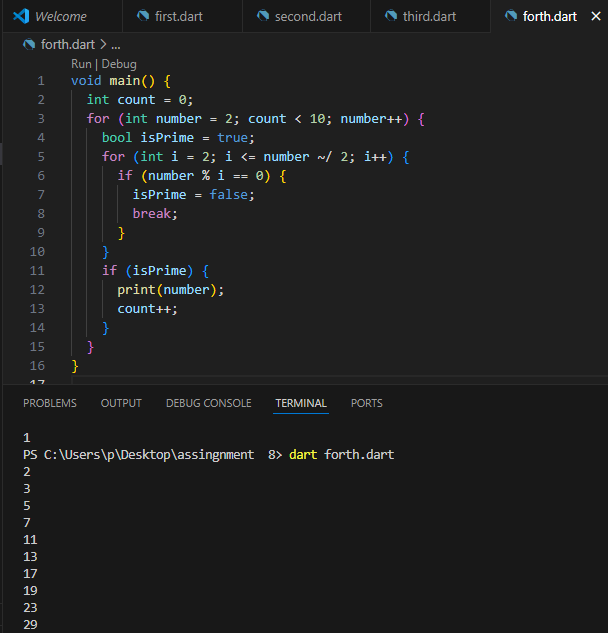 Welcome first.dart second.dart third.dart forth.dart
forth.dart > ...
Run | Debug
1 void main() {
2 int count = 0;
3 for (int number = 2; count < 10; number++) {
4 bool isPrime = true;
5 for (int i = 2; i <= number ~/ 2; i++) {
6 if (number % i == 0) {
7 isPrime = false;
8 break;
9 }
10 }
11 if (isPrime) {
12 print(number);
13 count++;
14 }
15 }
16 }
17
PROBLEMS OUTPUT DEBUG CONSOLE TERMINAL PORTS
1
PS C:\Users\p\Desktop\assingnment  8> dart forth.dart
2
3
5
7
11
13
17
19
23
29